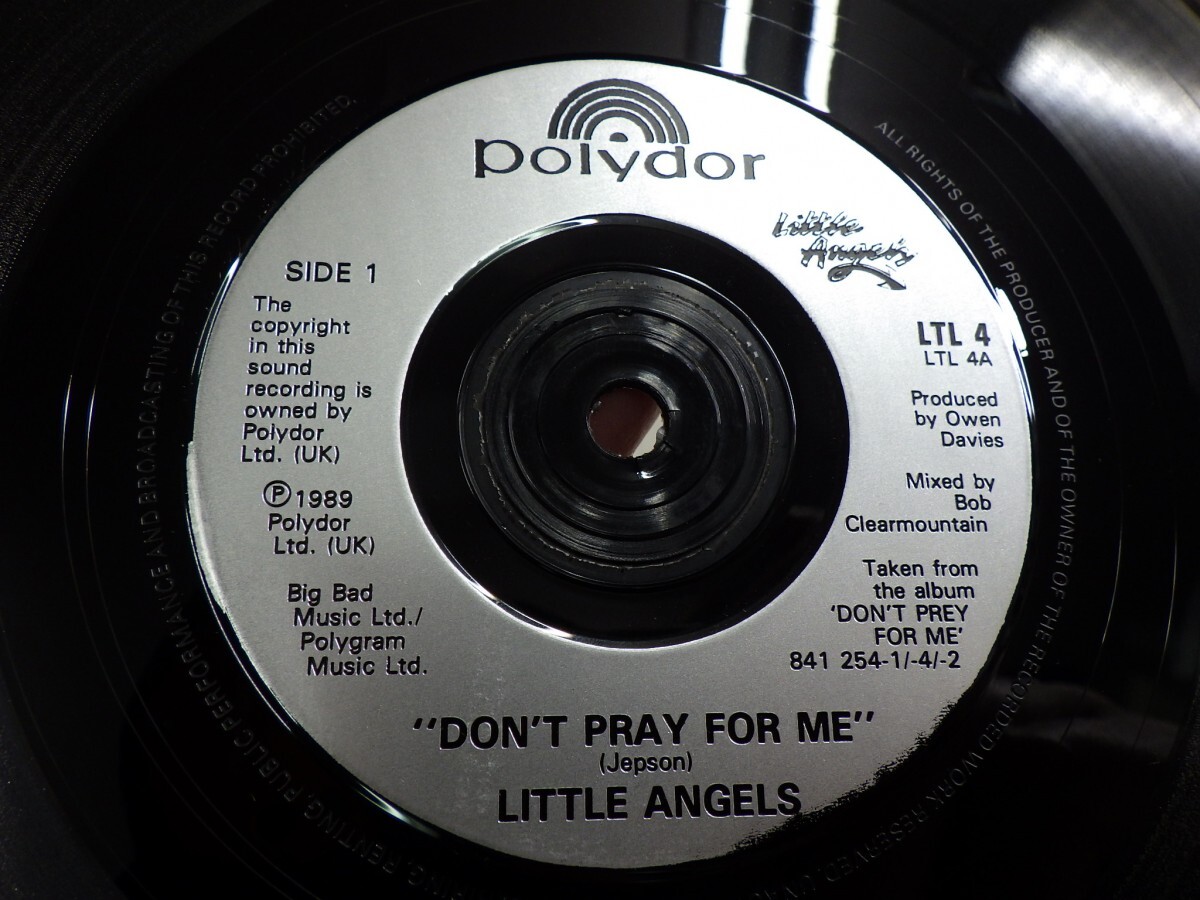 polydor
Little
Angels
SIDE 1
The
copyright
in this
sound
recording is
owned by
Polydor
Ltd. (UK)
Ⓟ 1989
Polydor
Ltd. (UK)
Big Bad
Music Ltd./
Polygram
Music Ltd.
LTL 4
LTL 4A
Produced
by Owen
Davies
Mixed by
Bob
Clearmountain
Taken from
the album
'DON'T PREY
FOR ME'
841 254-1/-4/-2
"DON'T PRAY FOR ME"
(Jepson)
LITTLE ANGELS
ALL RIGHTS OF THE PRODUCER AND OF THE OWNER OF THE RECORDED WORK RESERVED.
RENTING PUBLIC PERFORMANCE AND BROADCASTING OF THIS RECORD PROHIBITED.